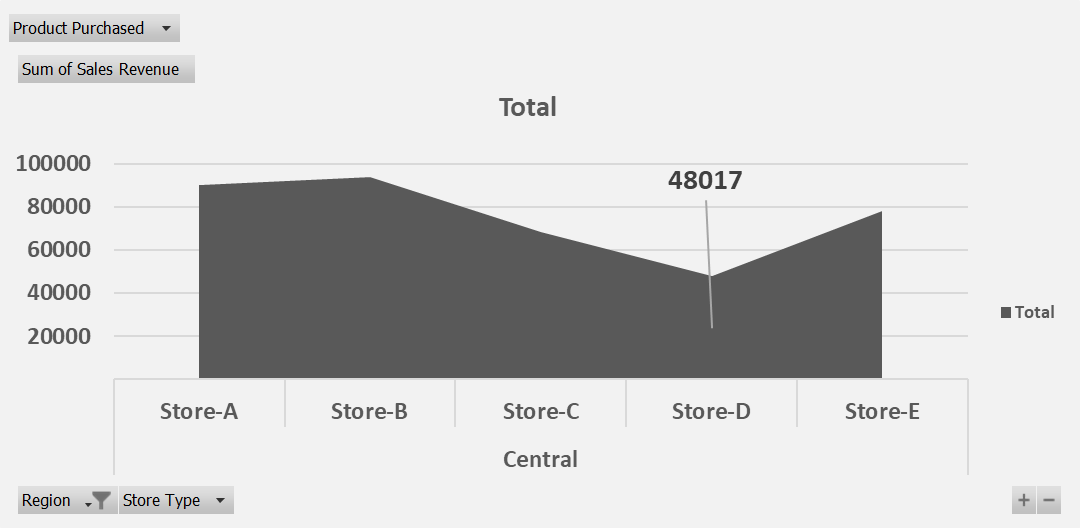 Product Purchased
Sum of Sales Revenue
Total
100000
80000
60000
40000
20000
48017
Total
Store-A Store-B Store-C Store-D Store-E
Central
Region Store Type
+ −